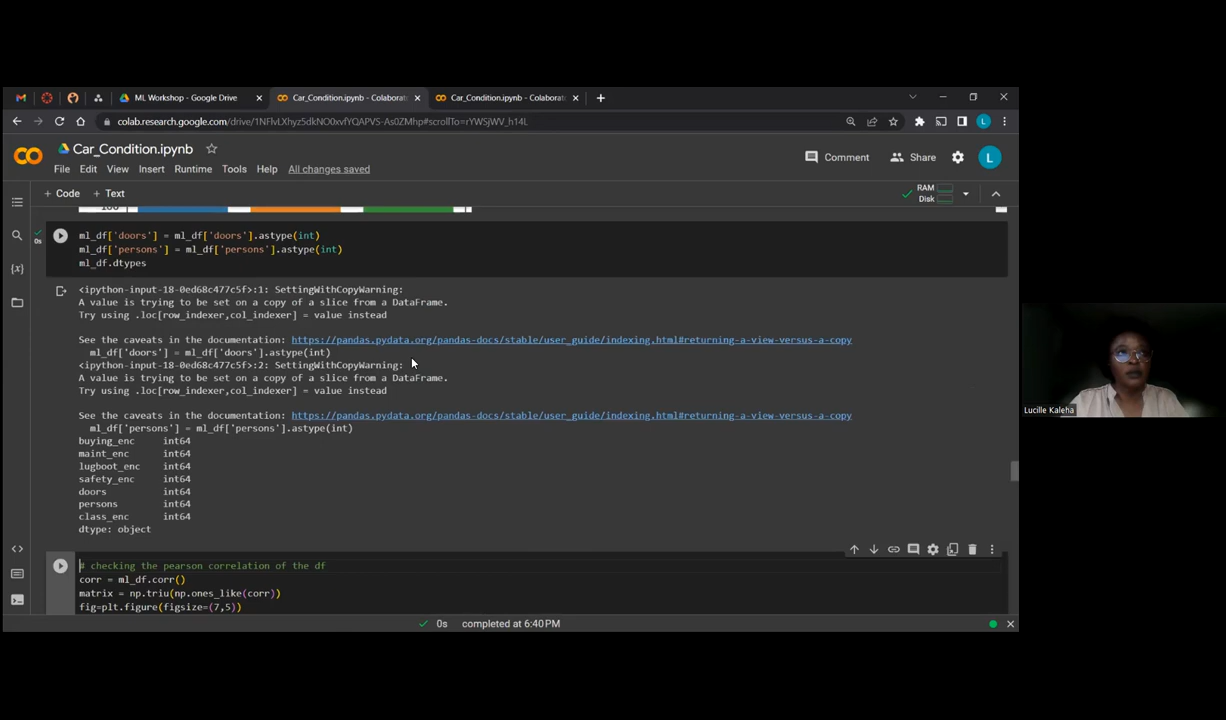 ML Workshop - Google Drive
Car_Condition.ipynb - Colaborat
Car_Condition.ipynb - Colaborat
colab.research.google.com/drive/1NFlvLXhyz5dkNO0xvfYQAPVS-As0ZMhp#scrollTo=rYWSjWV_h14L
L
Car_Condition.ipynb
Comment
Share
L
File Edit View Insert Runtime Tools Help All changes saved
+ Code + Text
RAM
Disk
0s
ml_df['doors'] = ml_df['doors'].astype(int)
ml_df['persons'] = ml_df['persons'].astype(int)
ml_df.dtypes
<ipython-input-18-0ed68c477c5f>:1: SettingWithCopyWarning:
A value is trying to be set on a copy of a slice from a DataFrame.
Try using .loc[row_indexer,col_indexer] = value instead
See the caveats in the documentation: https://pandas.pydata.org/pandas-docs/stable/user_guide/indexing.html#returning-a-view-versus-a-copy
ml_df['doors'] = ml_df['doors'].astype(int)
<ipython-input-18-0ed68c477c5f>:2: SettingWithCopyWarning:
A value is trying to be set on a copy of a slice from a DataFrame.
Try using .loc[row_indexer,col_indexer] = value instead
See the caveats in the documentation: https://pandas.pydata.org/pandas-docs/stable/user_guide/indexing.html#returning-a-view-versus-a-copy
ml_df['persons'] = ml_df['persons'].astype(int)
buying_enc int64
maint_enc int64
lugboot_enc int64
safety_enc int64
doors int64
persons int64
class_enc int64
dtype: object
# checking the pearson correlation of the df
corr = ml_df.corr()
matrix = np.triu(np.ones_like(corr))
fig=plt.figure(figsize=(7,5))
0s completed at 6:40 PM
Lucille Kaleha